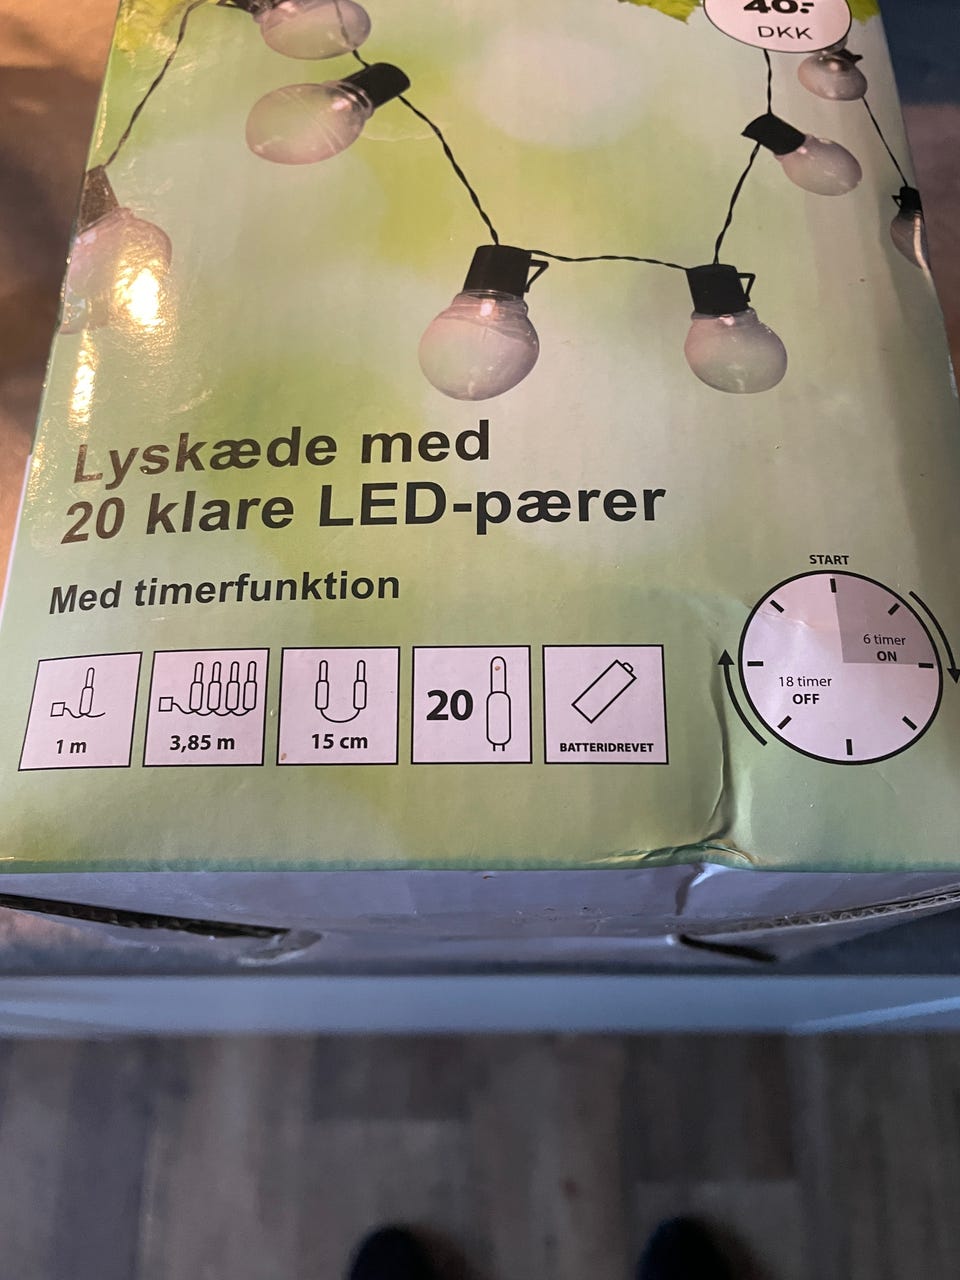 40.-
DKK
Lyskæde med
20 klare LED-pærer
Med timerfunktion
START
6 timer
ON
18 timer
OFF
1 m
3,85 m
15 cm
20
BATTERIDREVET